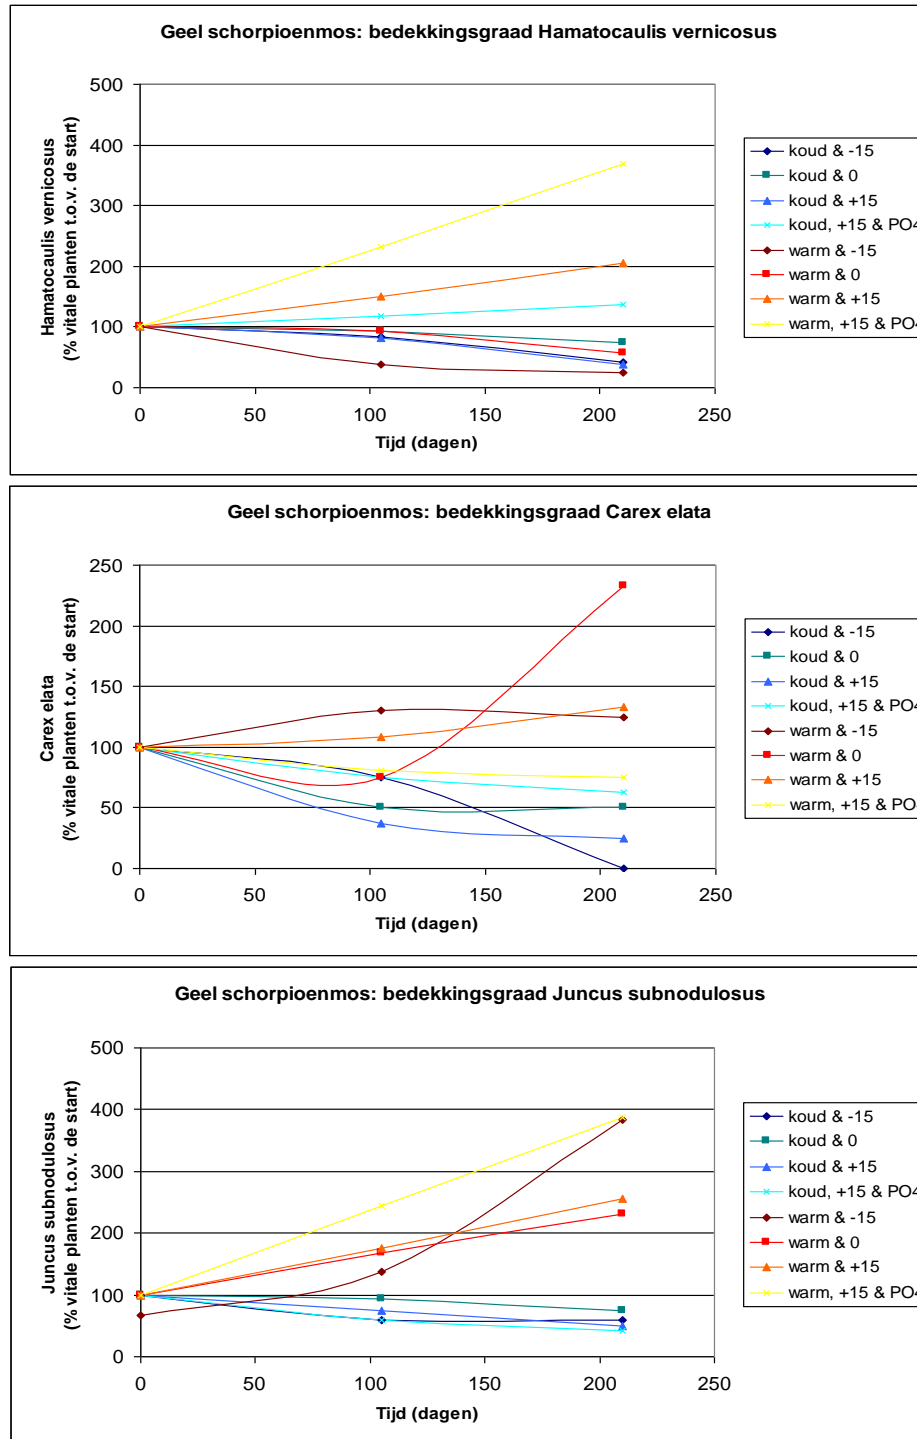 Geel schorpioenmos: bedekkingsgraad Hamatocaulis vernicosus
Hamatocaulis vernicosus
(% vitale planten t.o.v. de start)
500
400
300
200
100
0
0 50 100 150 200 250
Tijd (dagen)
koud & -15
koud & 0
koud & +15
koud, +15 & PO4
warm & -15
warm & 0
warm & +15
warm, +15 & PO4
Geel schorpioenmos: bedekkingsgraad Carex elata
Carex elata
(% vitale planten t.o.v. de start)
250
200
150
100
50
0
0 50 100 150 200 250
Tijd (dagen)
koud & -15
koud & 0
koud & +15
koud, +15 & PO4
warm & -15
warm & 0
warm & +15
warm, +15 & PO4
Geel schorpioenmos: bedekkingsgraad Juncus subnodulosus
Juncus subnodulosus
(% vitale planten t.o.v. de start)
500
400
300
200
100
0
0 50 100 150 200 250
Tijd (dagen)
koud & -15
koud & 0
koud & +15
koud, +15 & PO4
warm & -15
warm & 0
warm & +15
warm, +15 & PO4